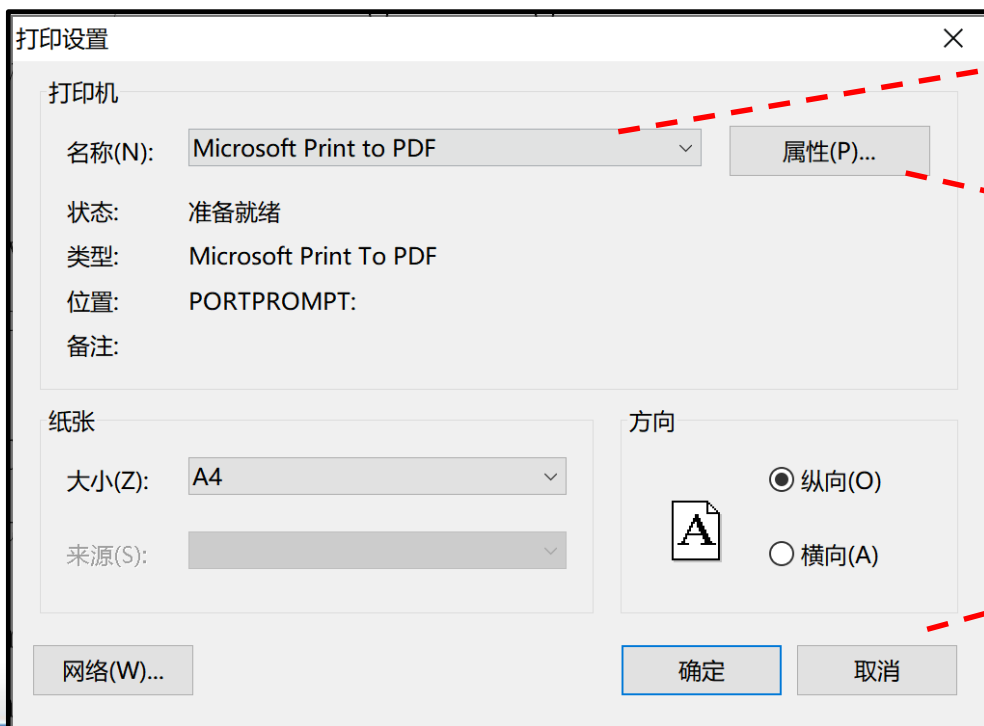 打印设置
打印机
名称(N): Microsoft Print to PDF 属性(P)...
状态: 准备就绪
类型: Microsoft Print To PDF
位置: PORTPROMPT:
备注:
纸张 方向
大小(Z): A4 纵向(O)
A
来源(S): 横向(A)
网络(W)... 确定 取消